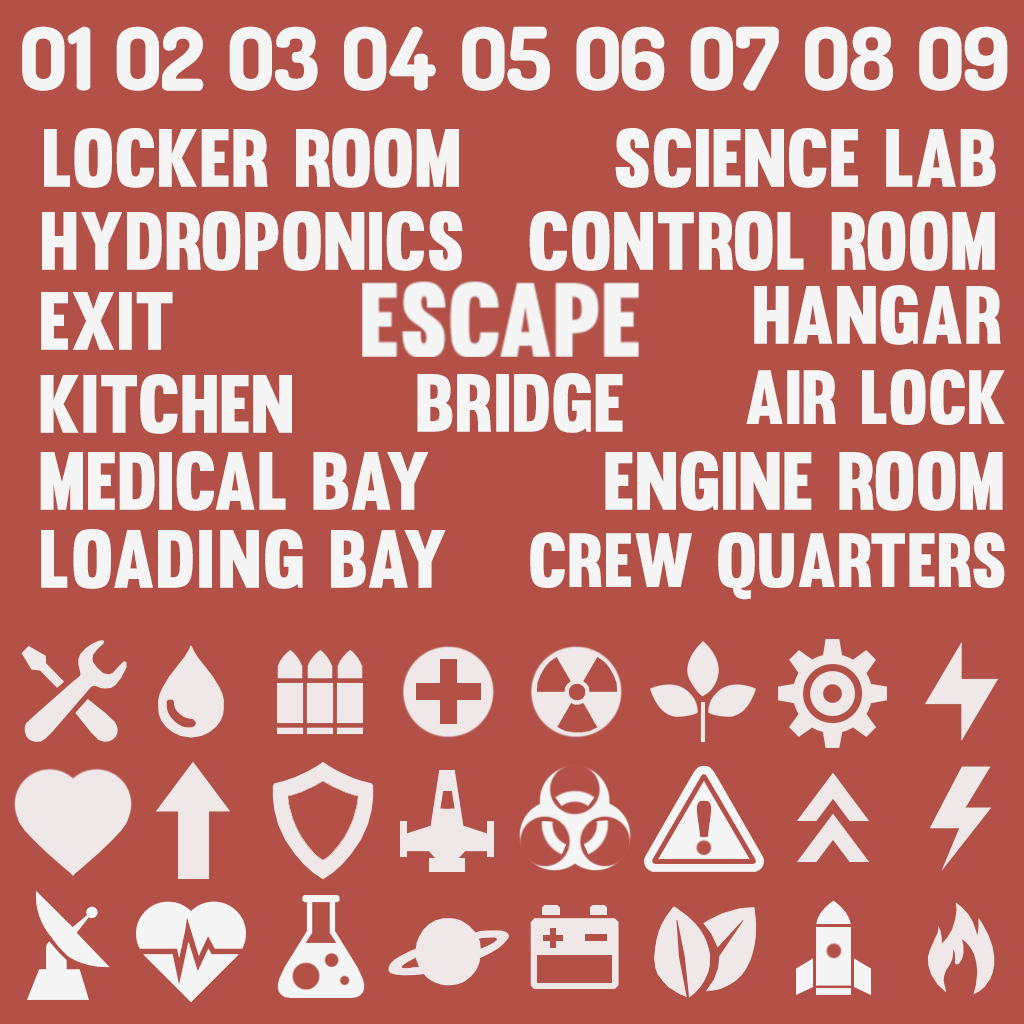 01 02 03 04 05 06 07 08 09
LOCKER ROOM SCIENCE LAB
HYDROPONICS CONTROL ROOM
EXIT ESCAPE HANGAR
KITCHEN BRIDGE AIR LOCK
MEDICAL BAY ENGINE ROOM
LOADING BAY CREW QUARTERS